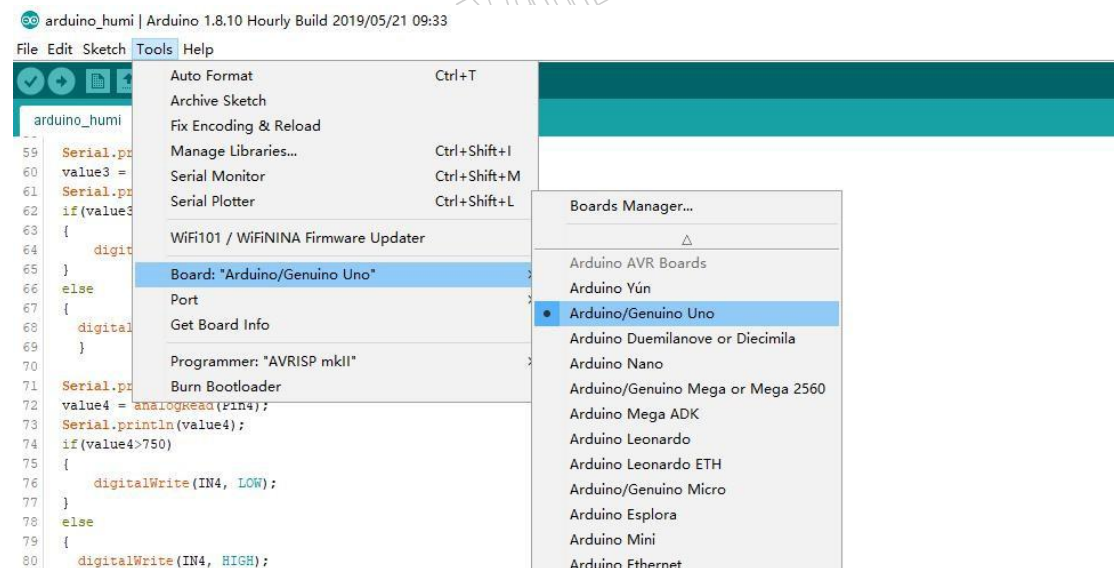 arduino_humi | Arduino 1.8.10 Hourly Build 2019/05/21 09:33
File Edit Sketch Tools Help
arduino_humi
Auto Format Ctrl+T
Archive Sketch
Fix Encoding & Reload
Manage Libraries... Ctrl+Shift+I
Serial Monitor Ctrl+Shift+M
Serial Plotter Ctrl+Shift+L
WiFi101 / WiFiNINA Firmware Updater
Board: "Arduino/Genuino Uno"
Port
Get Board Info
Programmer: "AVRISP mkII"
Burn Bootloader
Boards Manager...
Arduino AVR Boards
Arduino Yún
Arduino/Genuino Uno
Arduino Duemilanove or Diecimila
Arduino Nano
Arduino/Genuino Mega or Mega 2560
Arduino Mega ADK
Arduino Leonardo
Arduino Leonardo ETH
Arduino/Genuino Micro
Arduino Esplora
Arduino Mini
Arduino Ethernet
59 Serial.pr
60 value3 =
61 Serial.pr
62 if(value3
63 {
64 digit
65 }
66 else
67 {
68 digital
69 }
70
71 Serial.pr
72 value4 = analogRead(Pin4);
73 Serial.println(value4);
74 if(value4>750)
75 {
76 digitalWrite(IN4, LOW);
77 }
78 else
79 {
80 digitalWrite(IN4, HIGH);